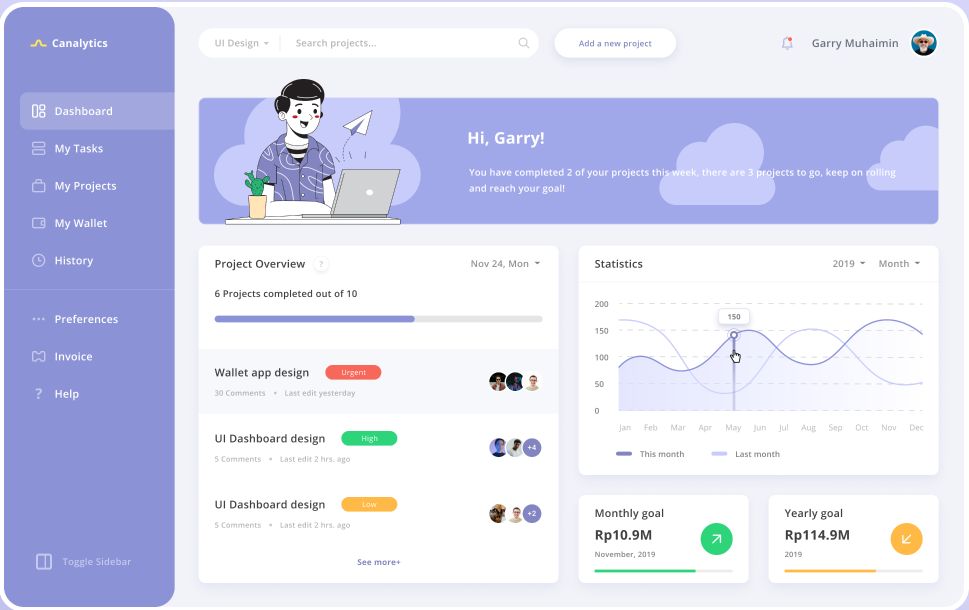 Canalytics
Dashboard
My Tasks
My Projects
My Wallet
History
Preferences
Invoice
Help
Toggle Sidebar
UI Design
Search projects...
Add a new project
Garry Muhaimin
Hi, Garry!
You have completed 2 of your projects this week, there are 3 projects to go, keep on rolling
and reach your goal!
Project Overview ?
Nov 24, Mon
6 Projects completed out of 10
Wallet app design Urgent
30 Comments • Last edit yesterday
UI Dashboard design High
5 Comments • Last edit 2 hrs. ago
+4
UI Dashboard design Low
5 Comments • Last edit 2 hrs. ago
+2
See more+
Statistics
2019 Month
200
150
100
50
0
150
Jan Feb Mar Apr May Jun Jul Aug Sep Oct Nov Dec
This month Last month
Monthly goal
Rp10.9M
November, 2019
Yearly goal
Rp114.9M
2019